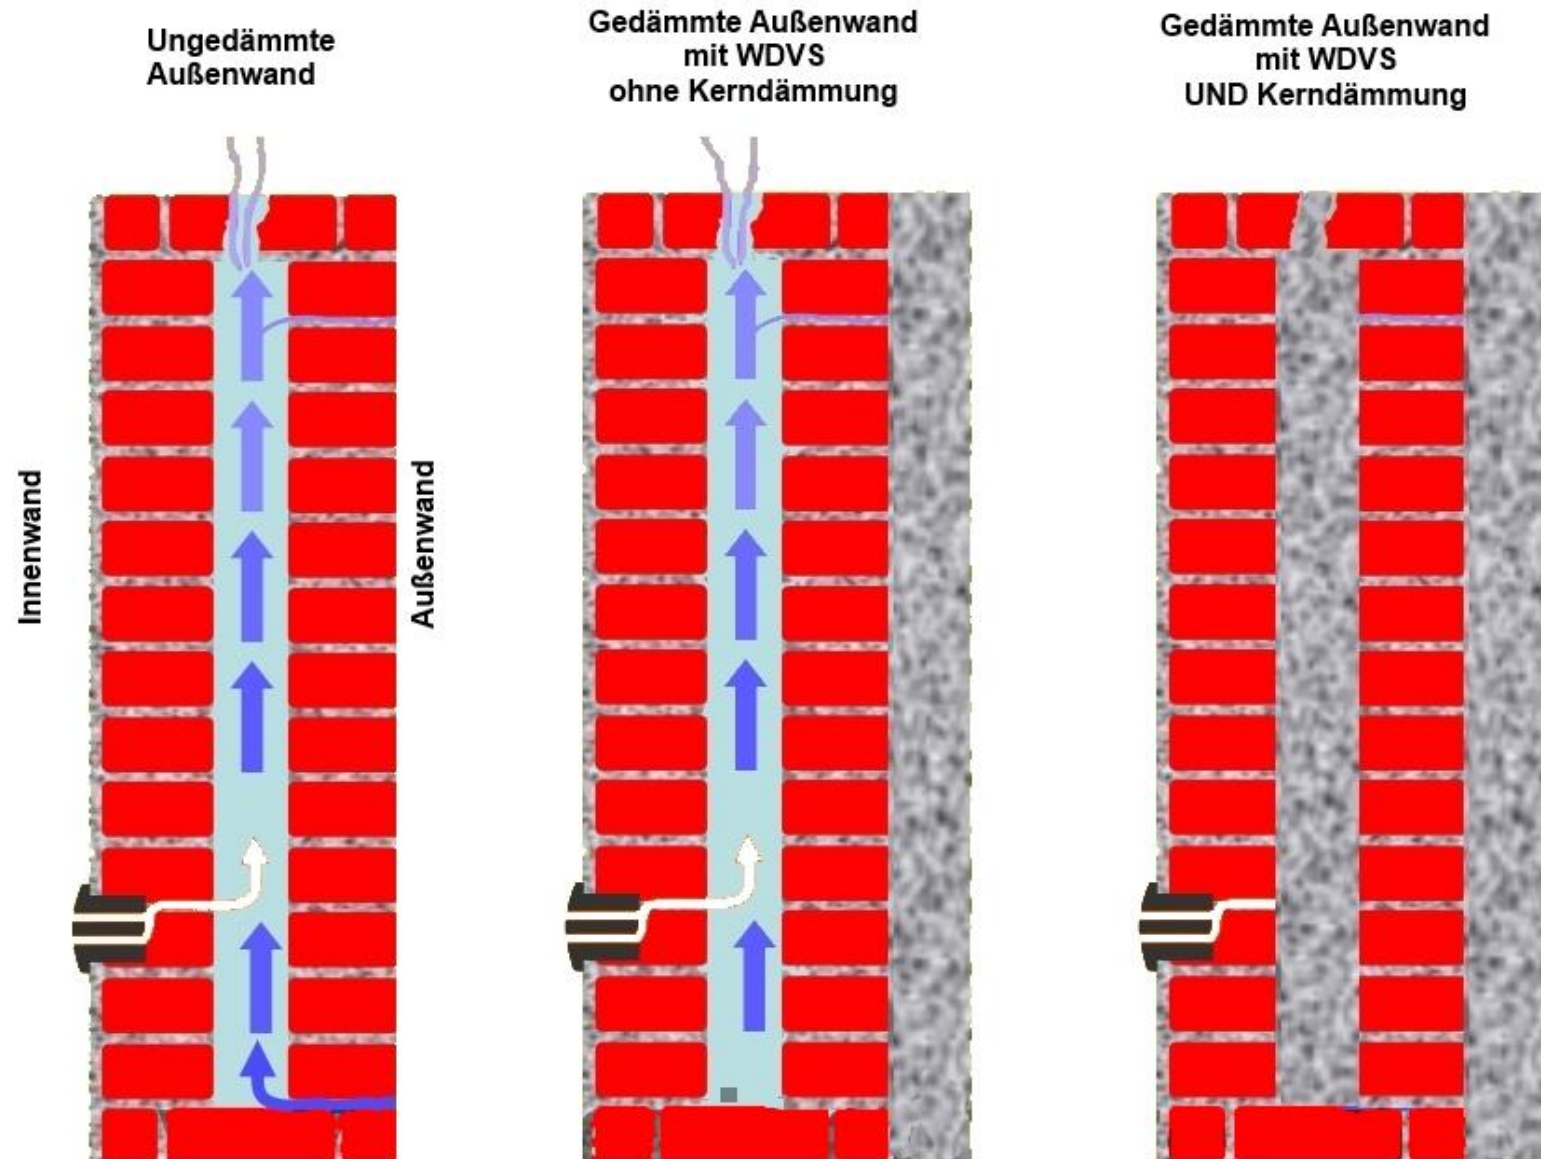 Ungedämmte
Außenwand
Gedämmte Außenwand
mit WDVS
ohne Kerndämmung
Gedämmte Außenwand
mit WDVS
UND Kerndämmung
Innenwand
Außenwand